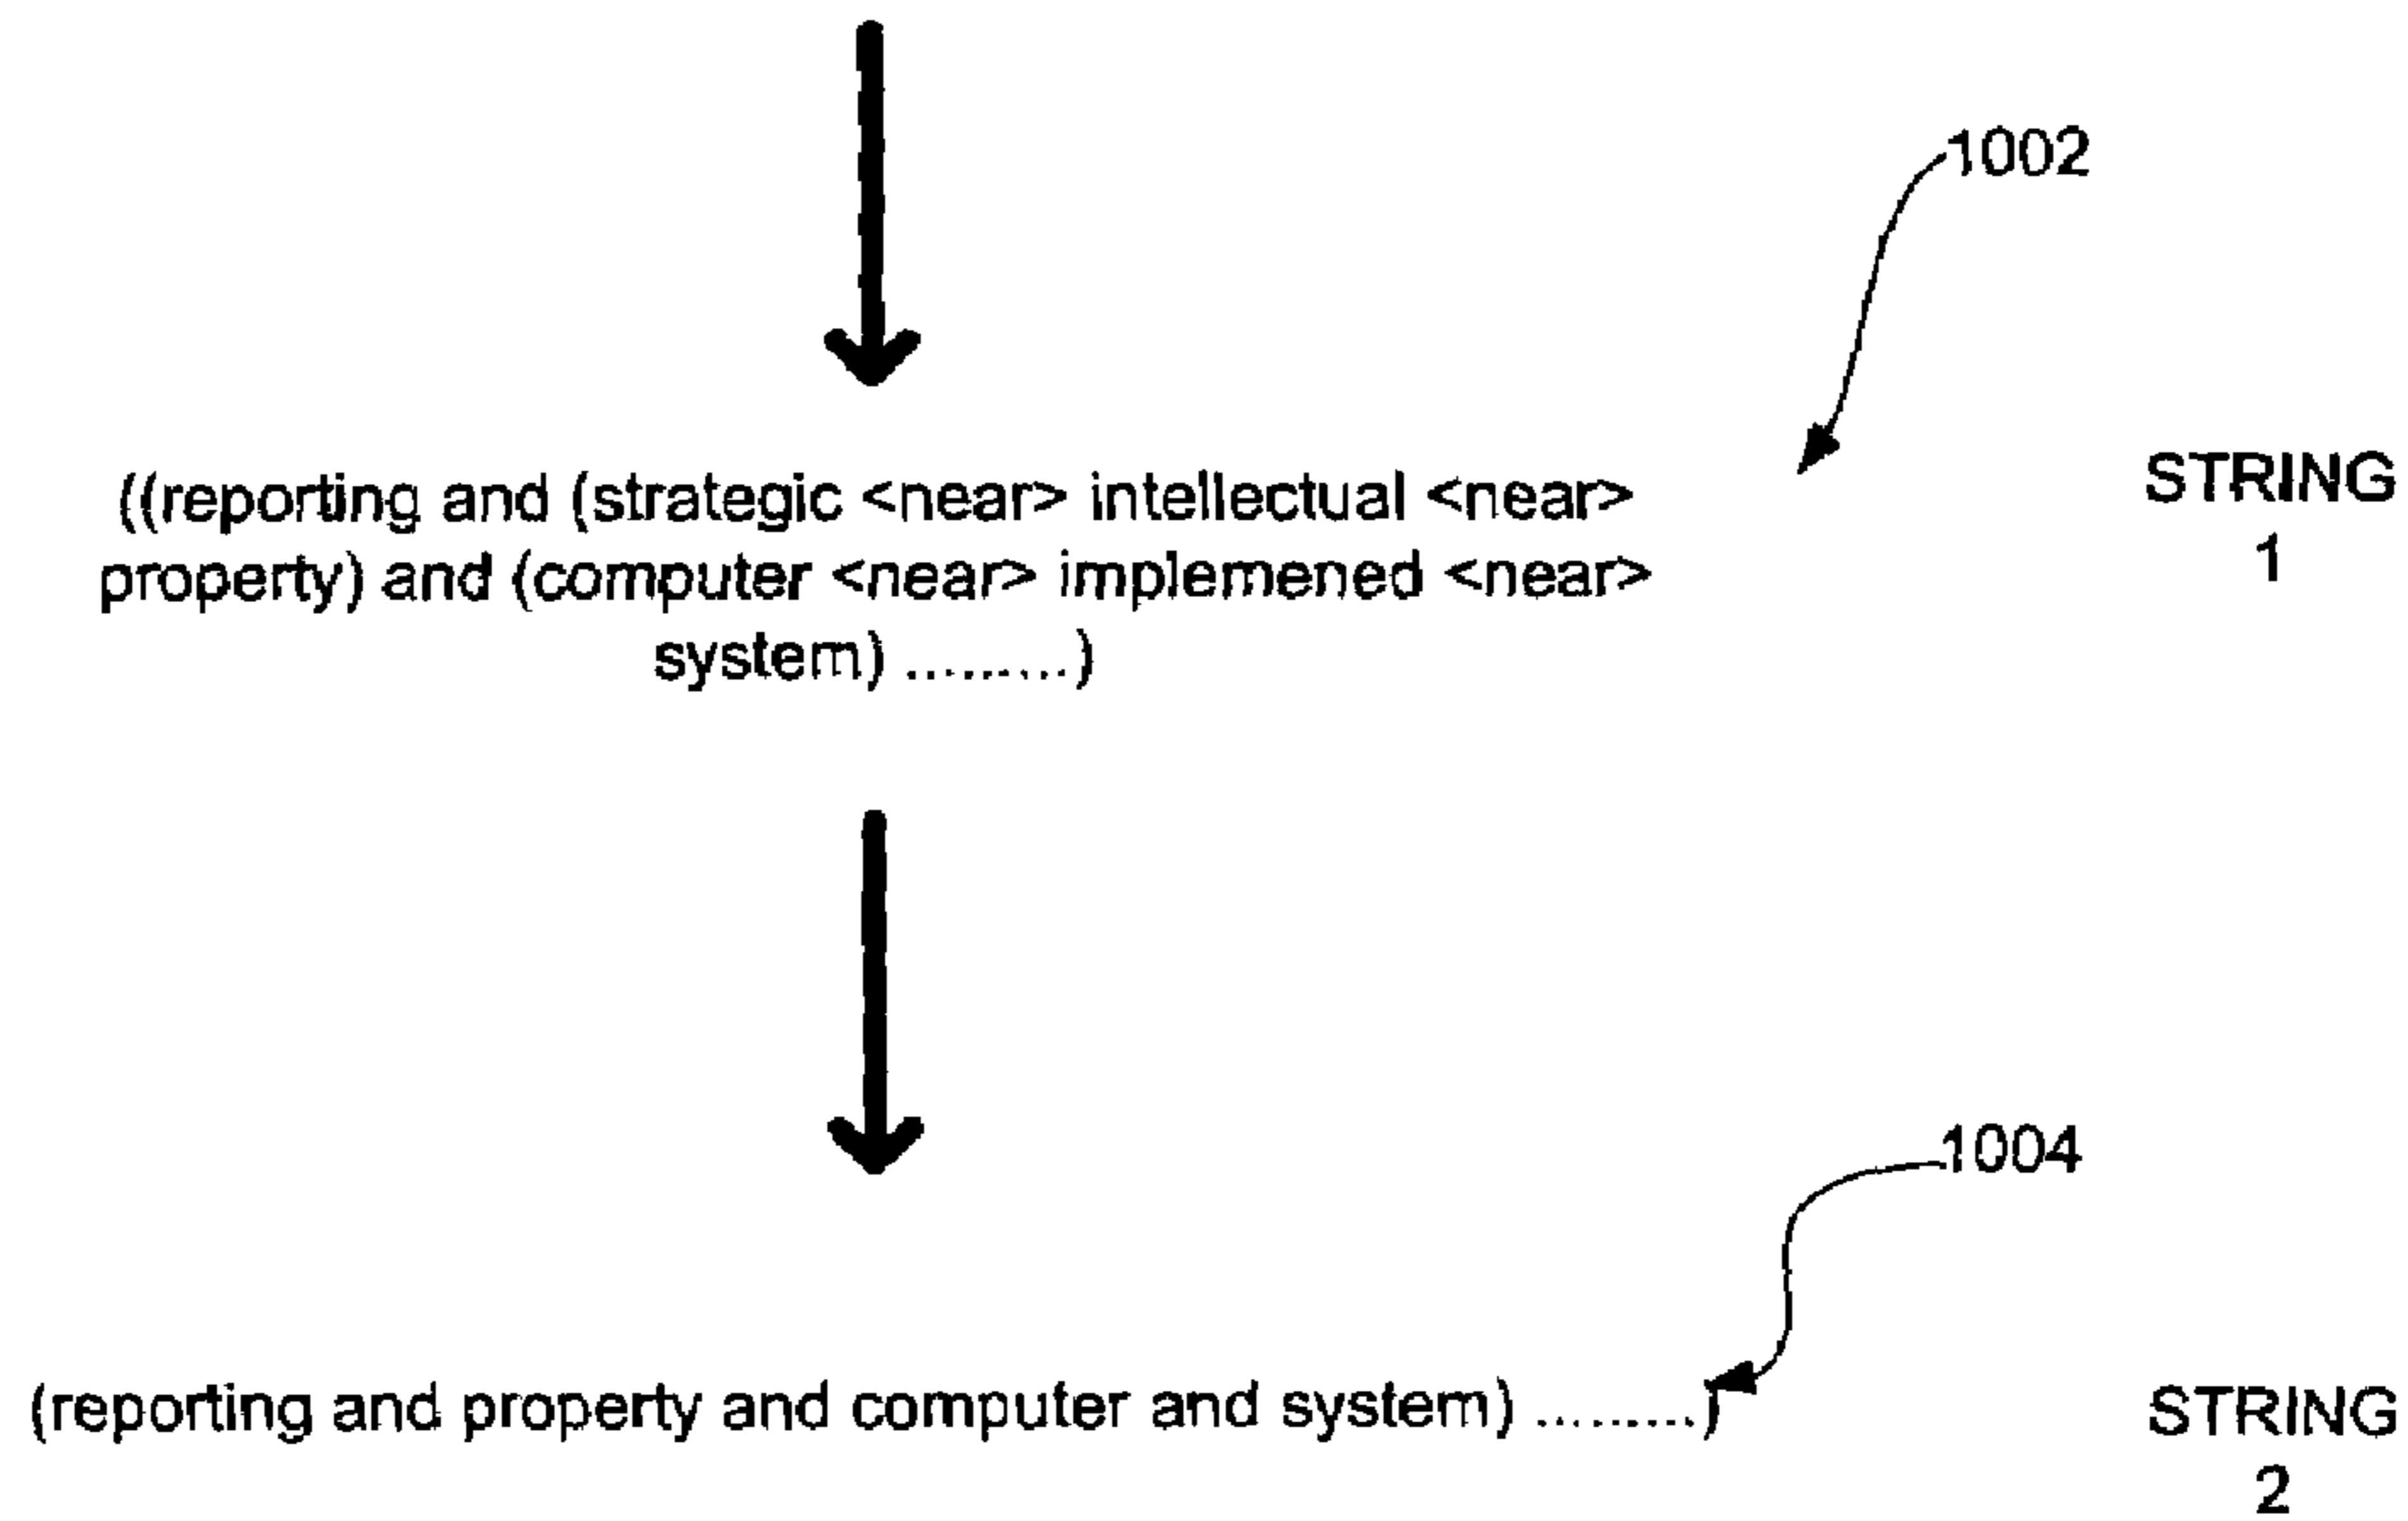 1002
((reporting and (strategic <near> intellectual <near>
property) and (computer <near> implemened <near>
system) .........)
STRING
1
1004
(reporting and property and computer and system) .........)
STRING
2